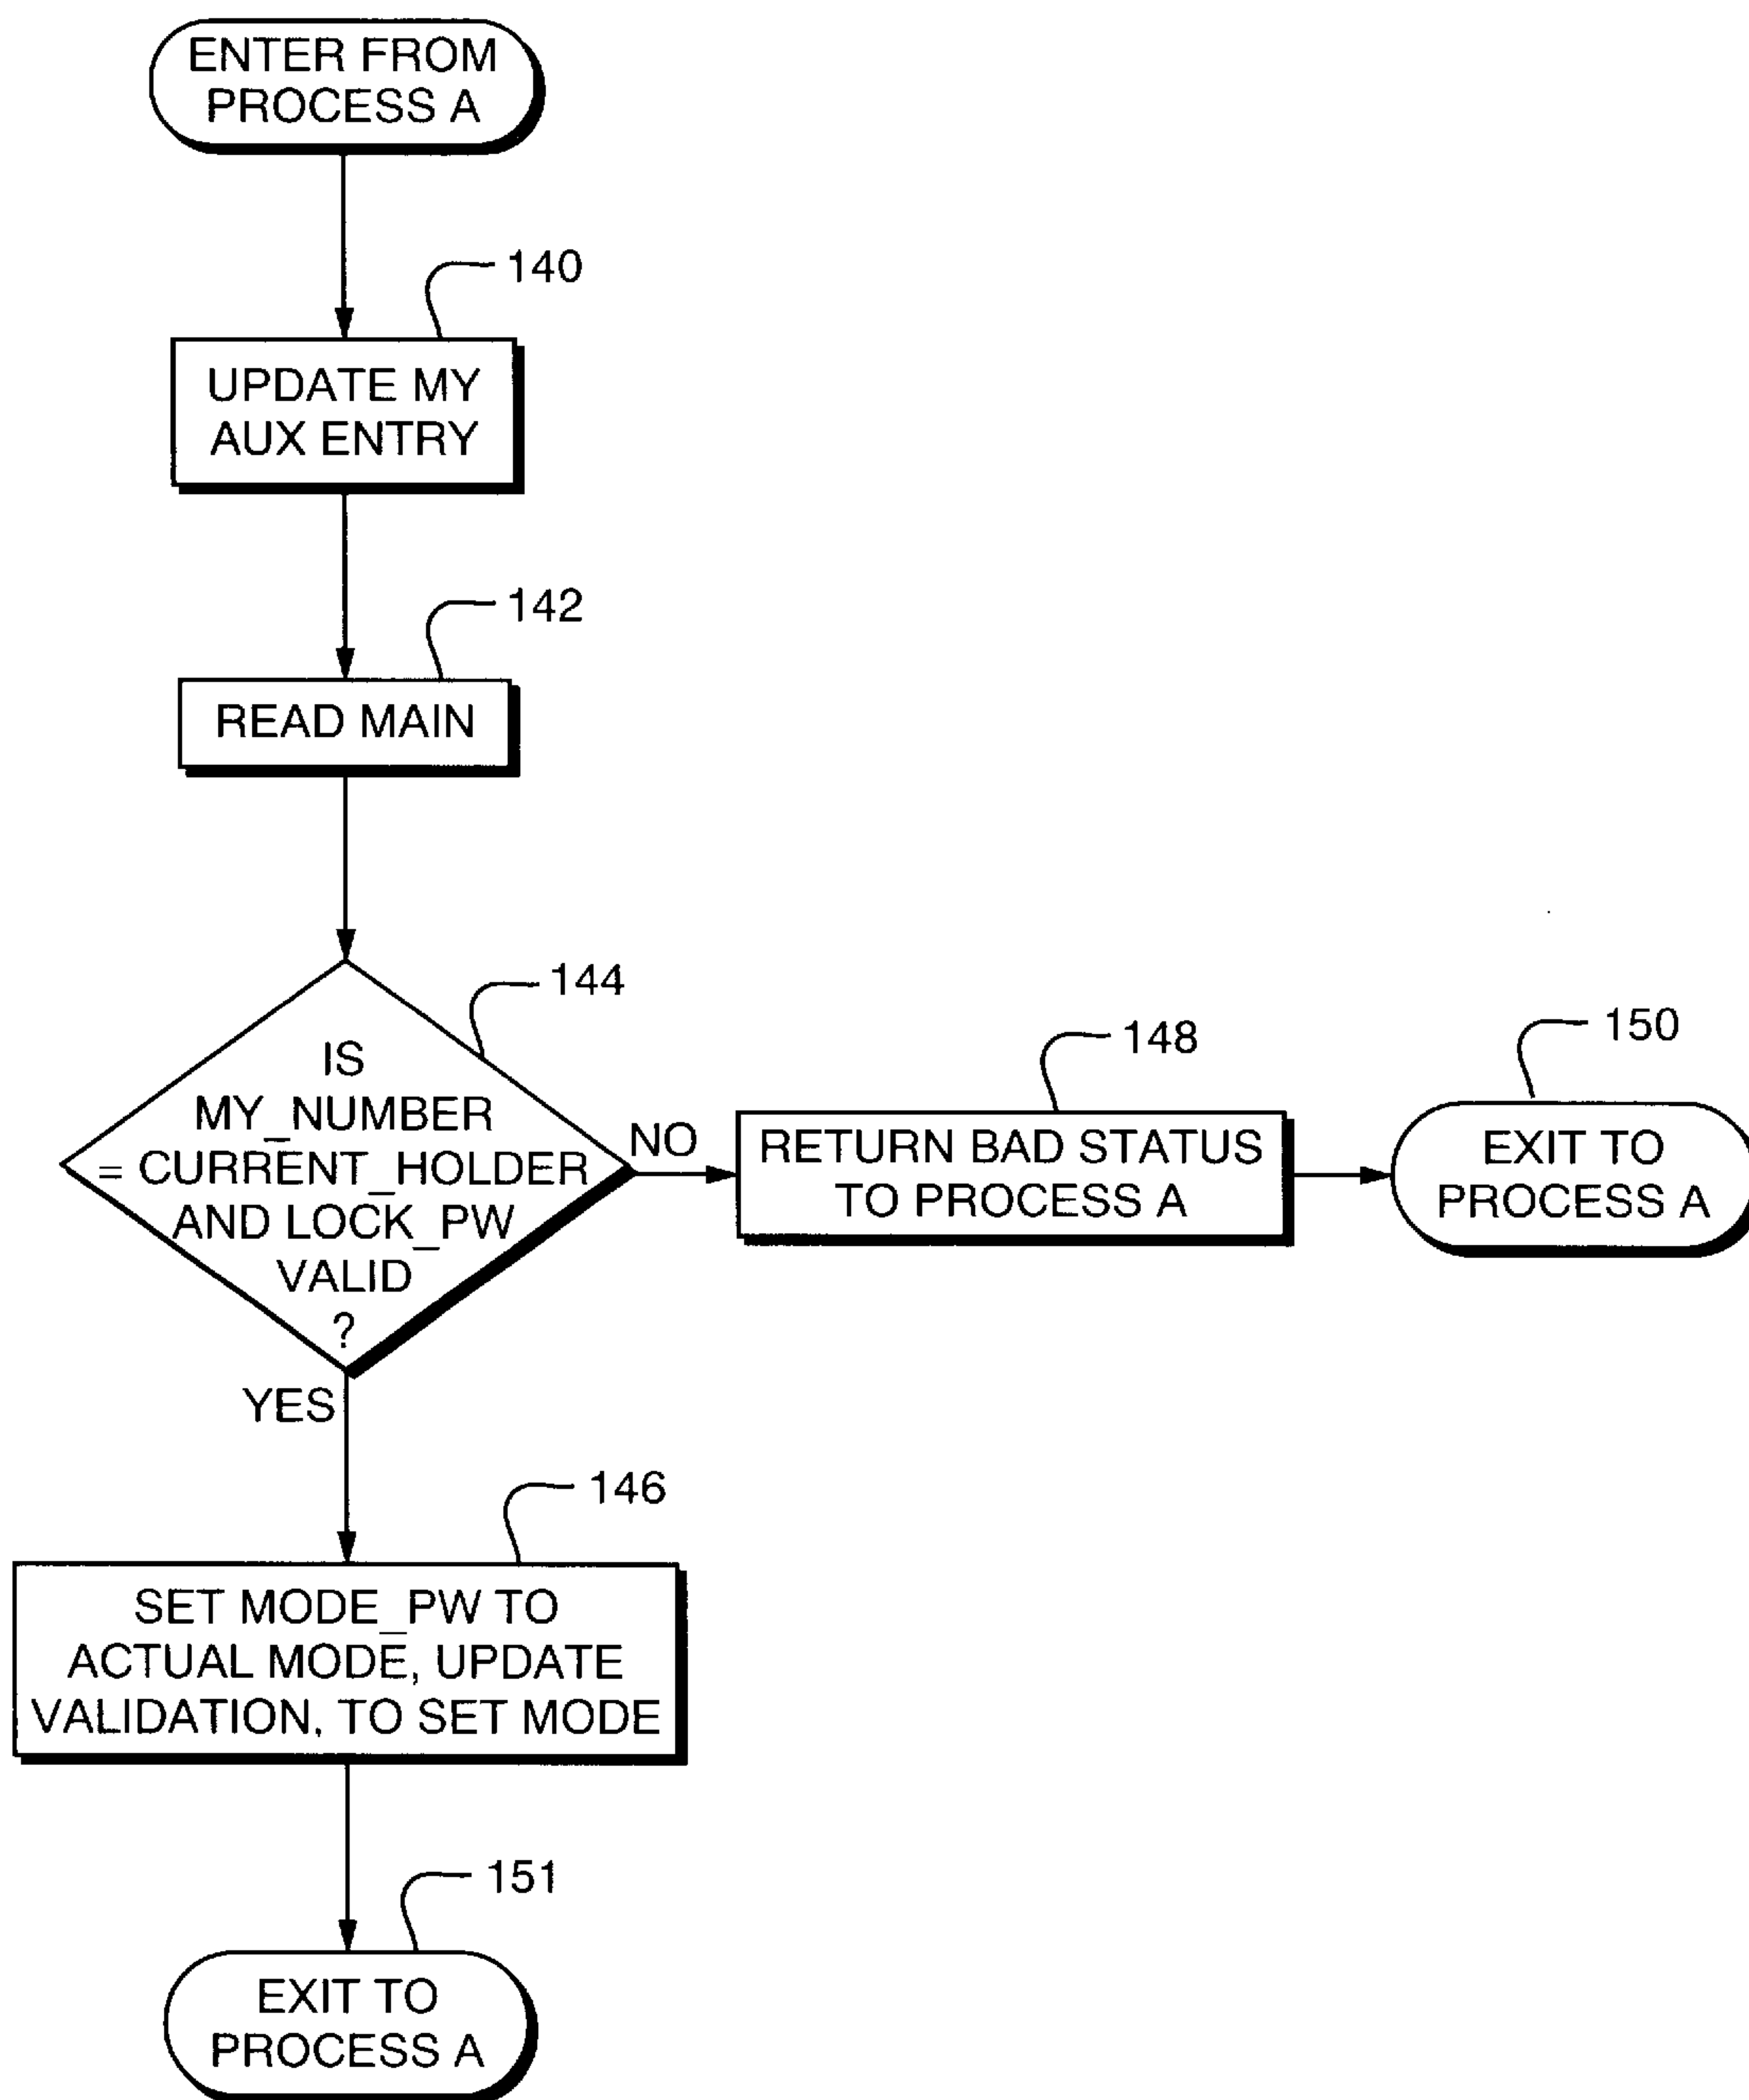 ENTER FROM
PROCESS A
140
UPDATE MY
AUX ENTRY
142
READ MAIN
144
IS
MY_NUMBER
= CURRENT_HOLDER
AND LOCK_PW
VALID
?
NO
148
RETURN BAD STATUS
TO PROCESS A
150
EXIT TO
PROCESS A
YES
146
SET MODE_PW TO
ACTUAL MODE, UPDATE
VALIDATION, TO SET MODE
151
EXIT TO
PROCESS A